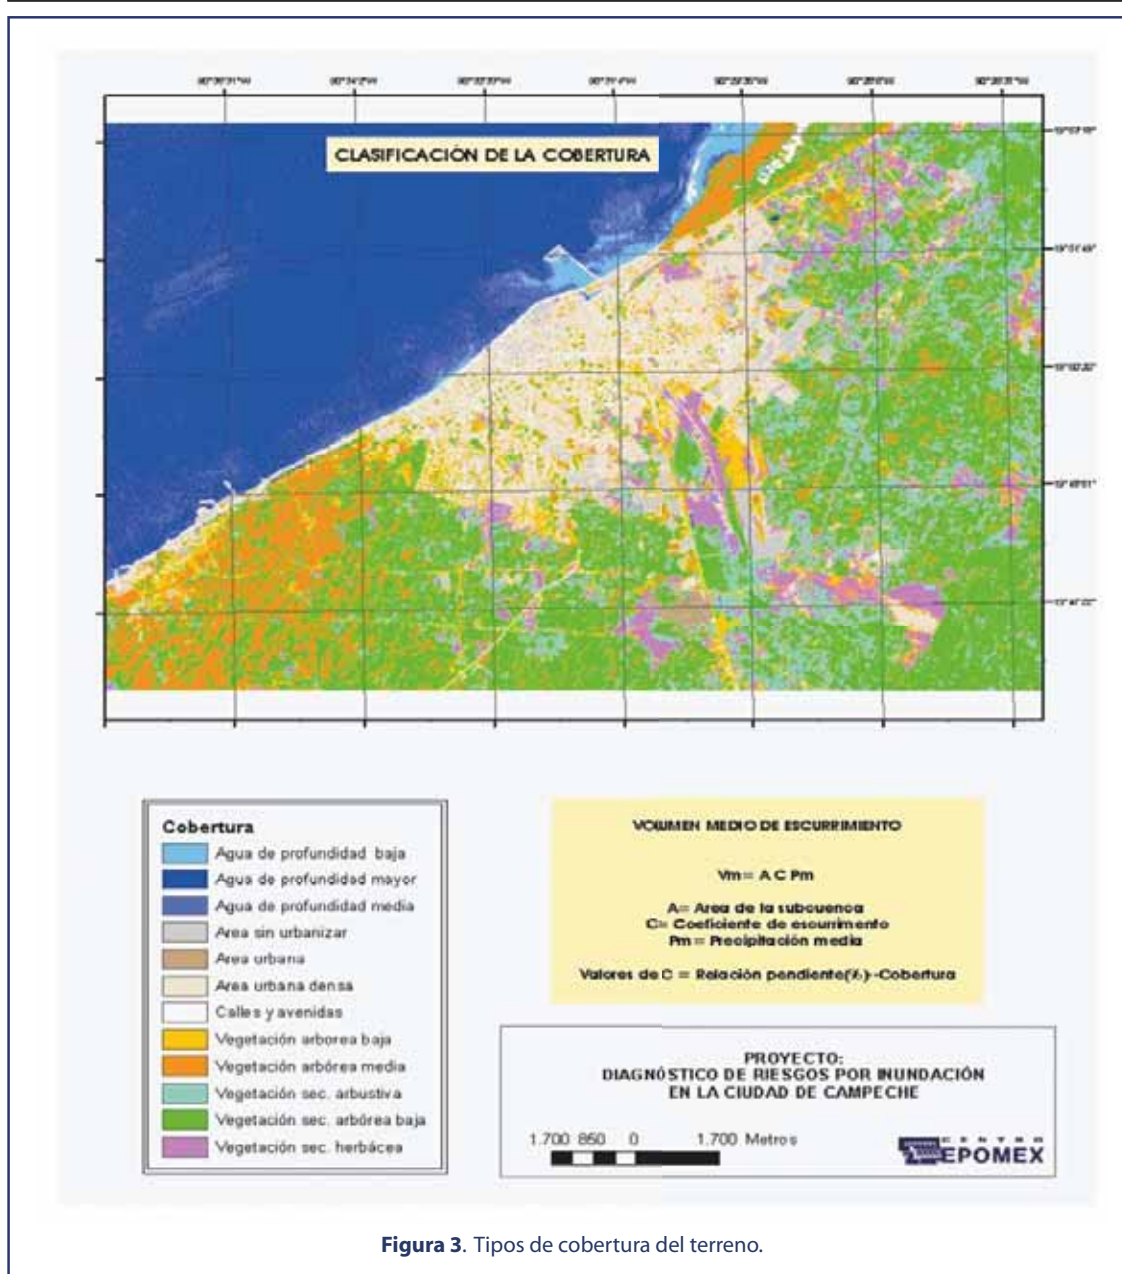 CLASIFICACIÓN DE LA COBERTURA
Cobertura
Agua de profundidad baja
Agua de profundidad mayor
Agua de profundidad media
Area sin urbanizar
Area urbana
Area urbana densa
Calles y avenidas
Vegetación arborea baja
Vegetación arbórea media
Vegetación sec. arbustiva
Vegetación sec. arbórea baja
Vegetación sec. herbácea
VOLUMEN MEDIO DE ESCURRIMIENTO
Vm= A C Pm
A= Area de la subcuenca
C= Coeficiente de escurrimento
Pm= Precipitación media
Valores de C = Relación pendiente(%)-Cobertura
PROYECTO:
DIAGNÓSTICO DE RIESGOS POR INUNDACIÓN
EN LA CIUDAD DE CAMPECHE
1.700 850 0 1.700 Metros
CENTRO
EPOMEX
Figura 3. Tipos de cobertura del terreno.